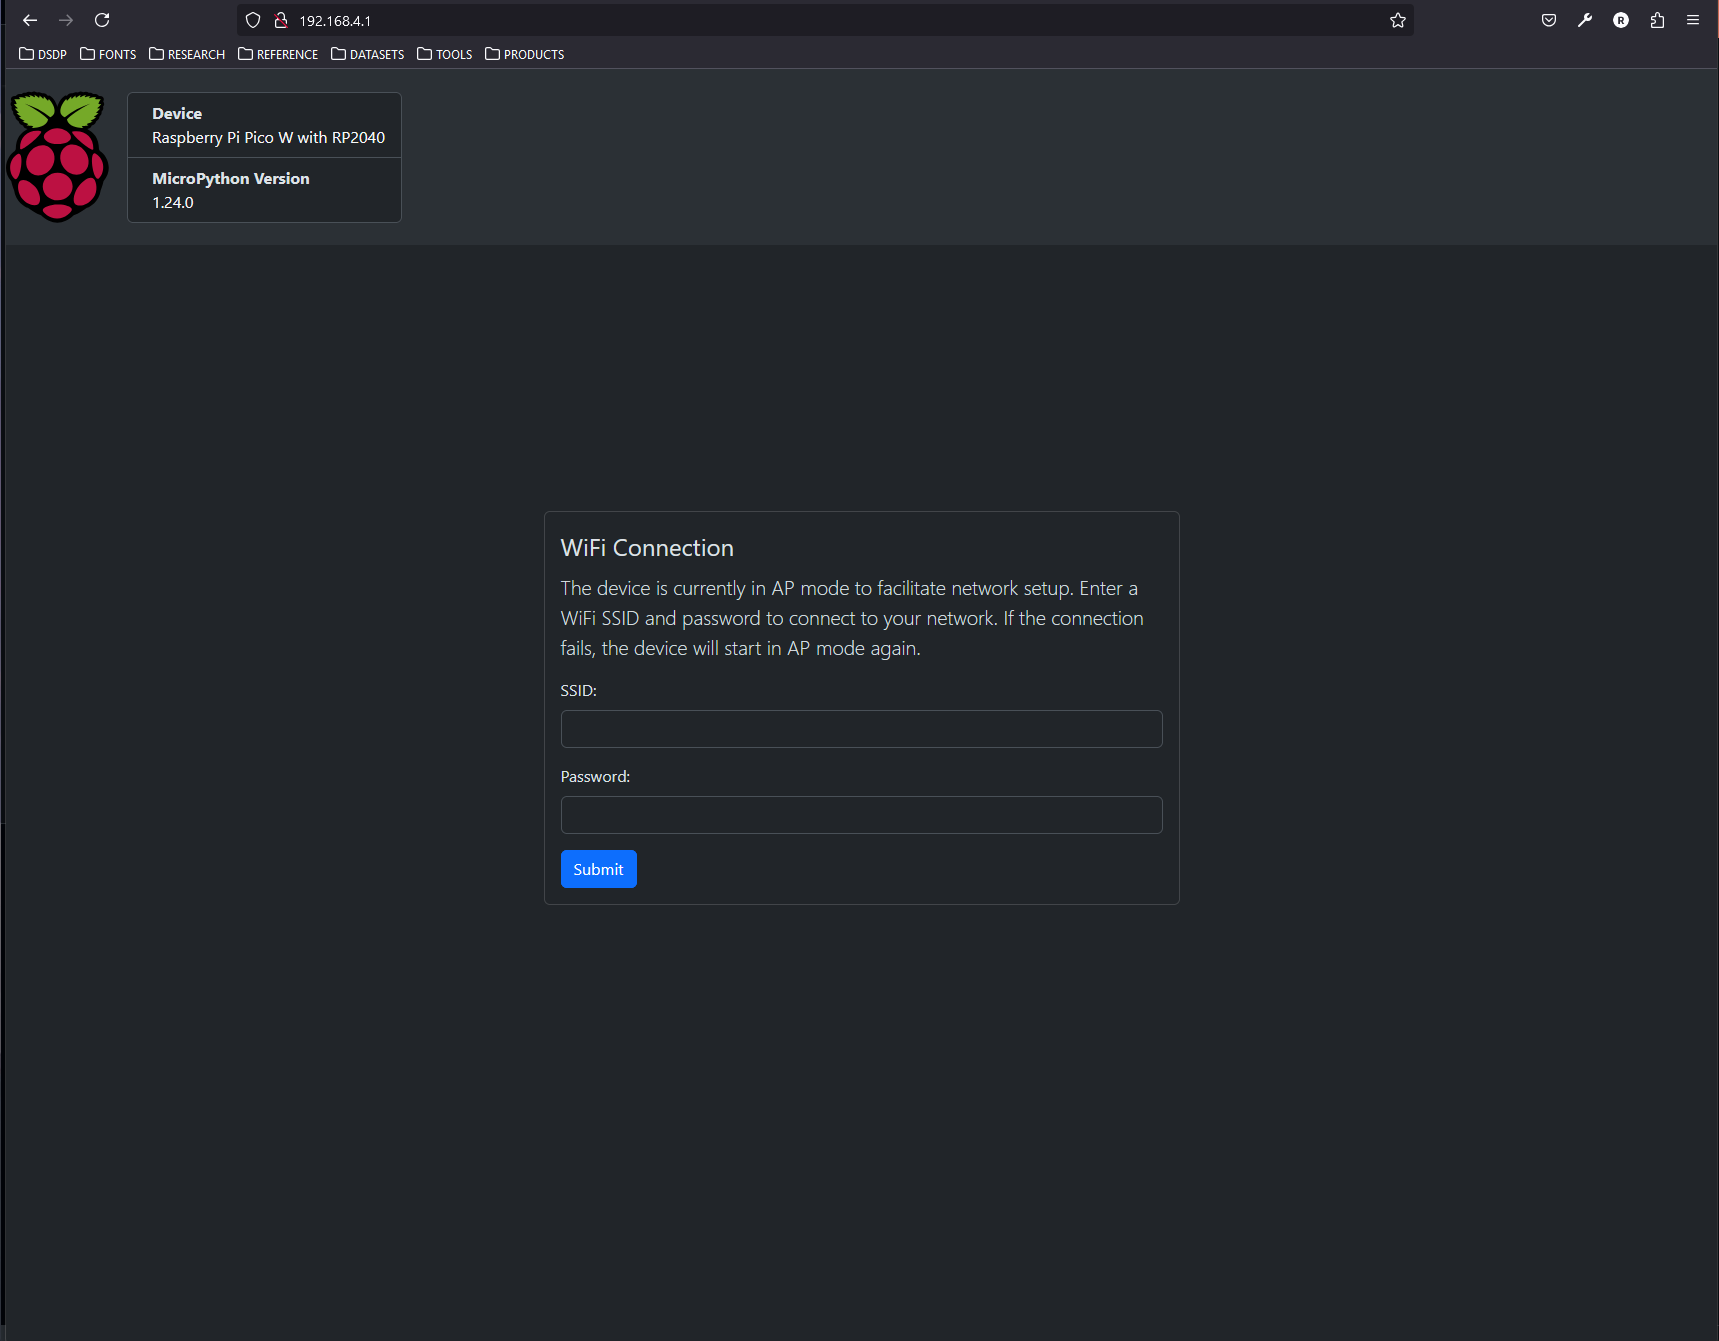 192.168.4.1
R
DSDP FONTS RESEARCH REFERENCE DATASETS TOOLS PRODUCTS
Device
Raspberry Pi Pico W with RP2040
MicroPython Version
1.24.0
WiFi Connection
The device is currently in AP mode to facilitate network setup. Enter a
WiFi SSID and password to connect to your network. If the connection
fails, the device will start in AP mode again.
SSID:
Password:
Submit